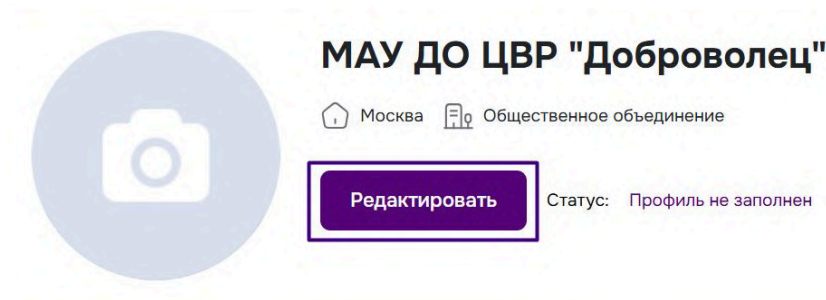 МАУ ДО ЦВР "Доброволец"
Москва Общественное объединение
Редактировать Статус: Профиль не заполнен